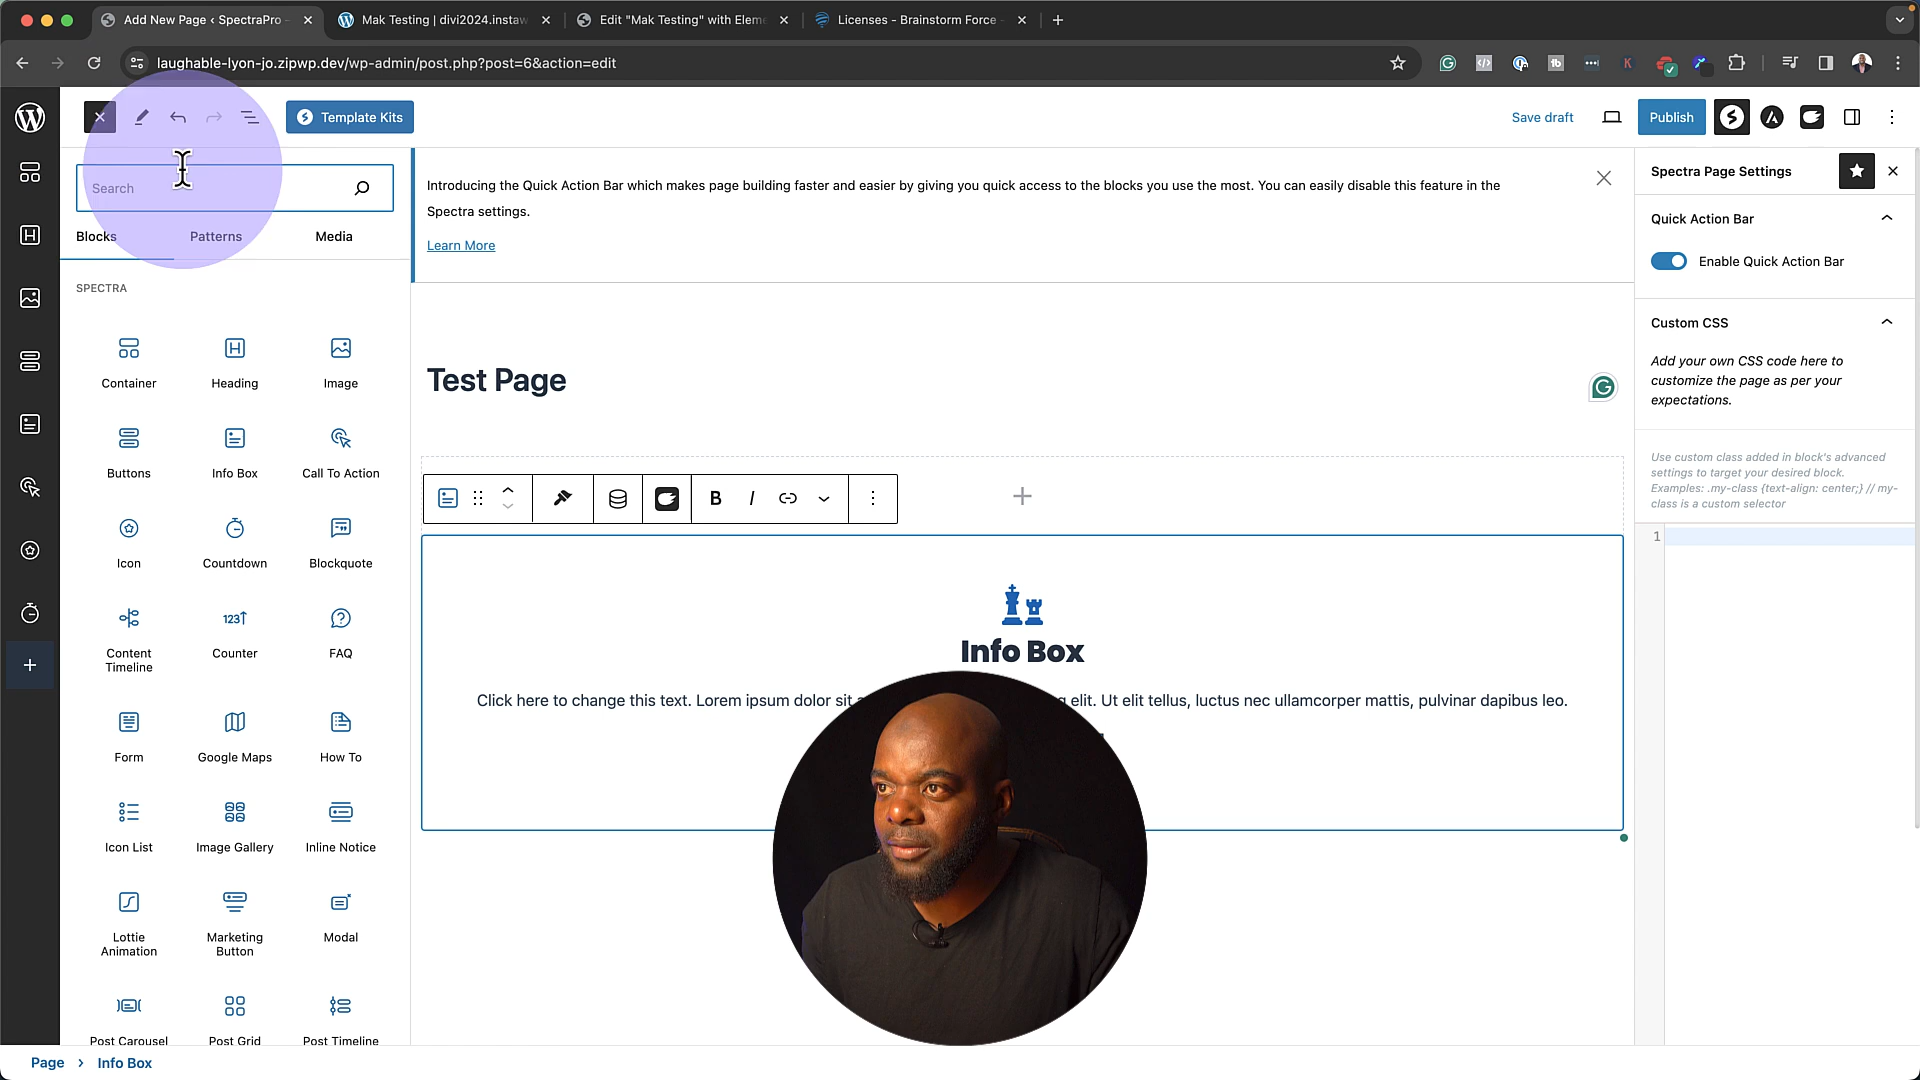 Add New Page ‹ SpectraPro –
Mak Testing | divi2024.instaw
Edit "Mak Testing" with Eleme
Licenses - Brainstorm Force
laughable-lyon-jo.zipwp.dev/wp-admin/post.php?post=6&action=edit
Template Kits
Save draft
Publish
Search
Blocks
Patterns
Media
SPECTRA
Container
Heading
Image
Buttons
Info Box
Call To Action
Icon
Countdown
Blockquote
Content
Timeline
123↑
Counter
FAQ
Form
Google Maps
How To
Icon List
Image Gallery
Inline Notice
Lottie
Animation
Marketing
Button
Modal
Post Carousel
Post Grid
Post Timeline
Introducing the Quick Action Bar which makes page building faster and easier by giving you quick access to the blocks you use the most. You can easily disable this feature in the
Spectra settings.
Learn More
Test Page
B I
Info Box
Click here to change this text. Lorem ipsum dolor sit elit. Ut elit tellus, luctus nec ullamcorper mattis, pulvinar dapibus leo.
Spectra Page Settings
Quick Action Bar
Enable Quick Action Bar
Custom CSS
Add your own CSS code here to
customize the page as per your
expectations.
Use custom class added in block's advanced
settings to target your desired block.
Examples: .my-class {text-align: center;} // my-
class is a custom selector
1
Page › Info Box